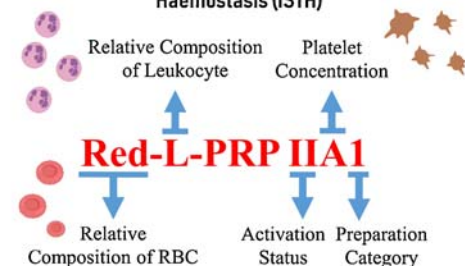 Haemostasis (ISTH)
Relative Composition
of Leukocyte
Platelet
Concentration
Red-L-PRP IIA1
Relative
Composition of RBC
Activation
Status
Preparation
Category